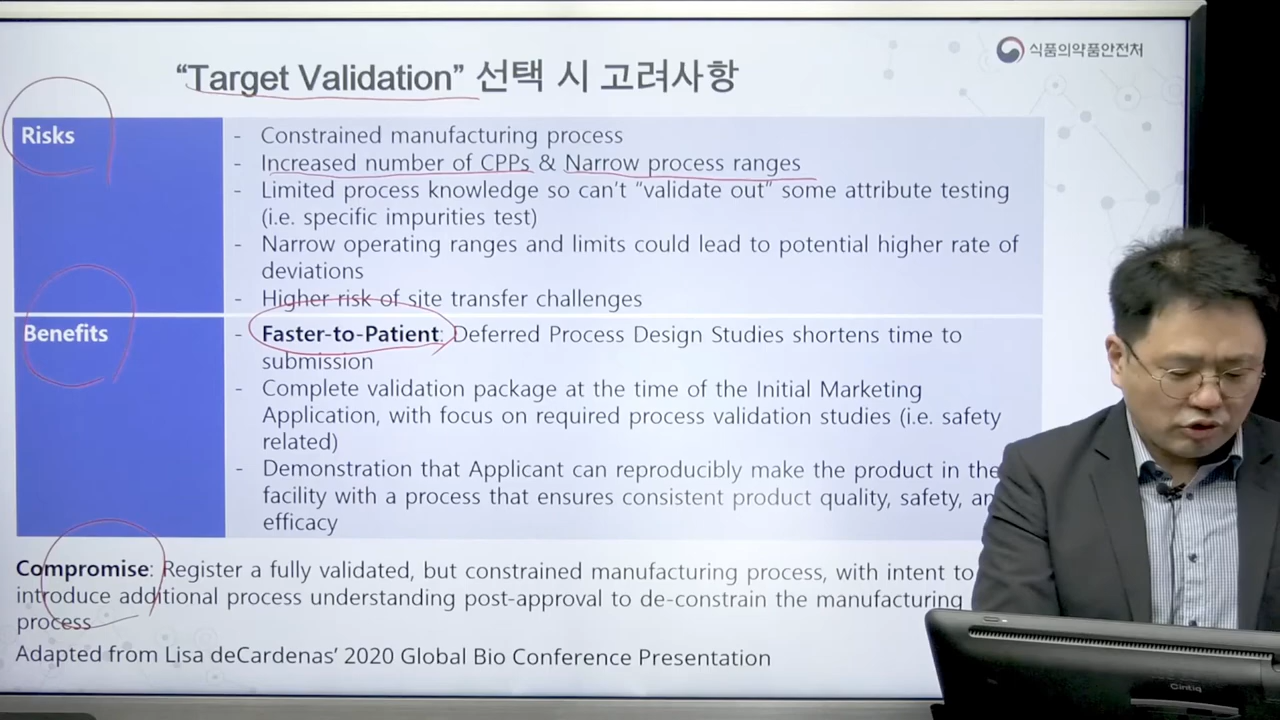 식품의약품안전처
“Target Validation” 선택 시 고려사항
Risks
- Constrained manufacturing process
- Increased number of CPPs & Narrow process ranges
- Limited process knowledge so can’t “validate out” some attribute testing
(i.e. specific impurities test)
- Narrow operating ranges and limits could lead to potential higher rate of
deviations
- Higher risk of site transfer challenges
Benefits
- Faster-to-Patient: Deferred Process Design Studies shortens time to
submission
- Complete validation package at the time of the Initial Marketing
Application, with focus on required process validation studies (i.e. safety
related)
- Demonstration that Applicant can reproducibly make the product in the
facility with a process that ensures consistent product quality, safety,
efficacy
Compromise: Register a fully validated, but constrained manufacturing process, with intent to
introduce additional process understanding post-approval to de-constrain the manufacturing
process
Adapted from Lisa deCardenas’ 2020 Global Bio Conference Presentation